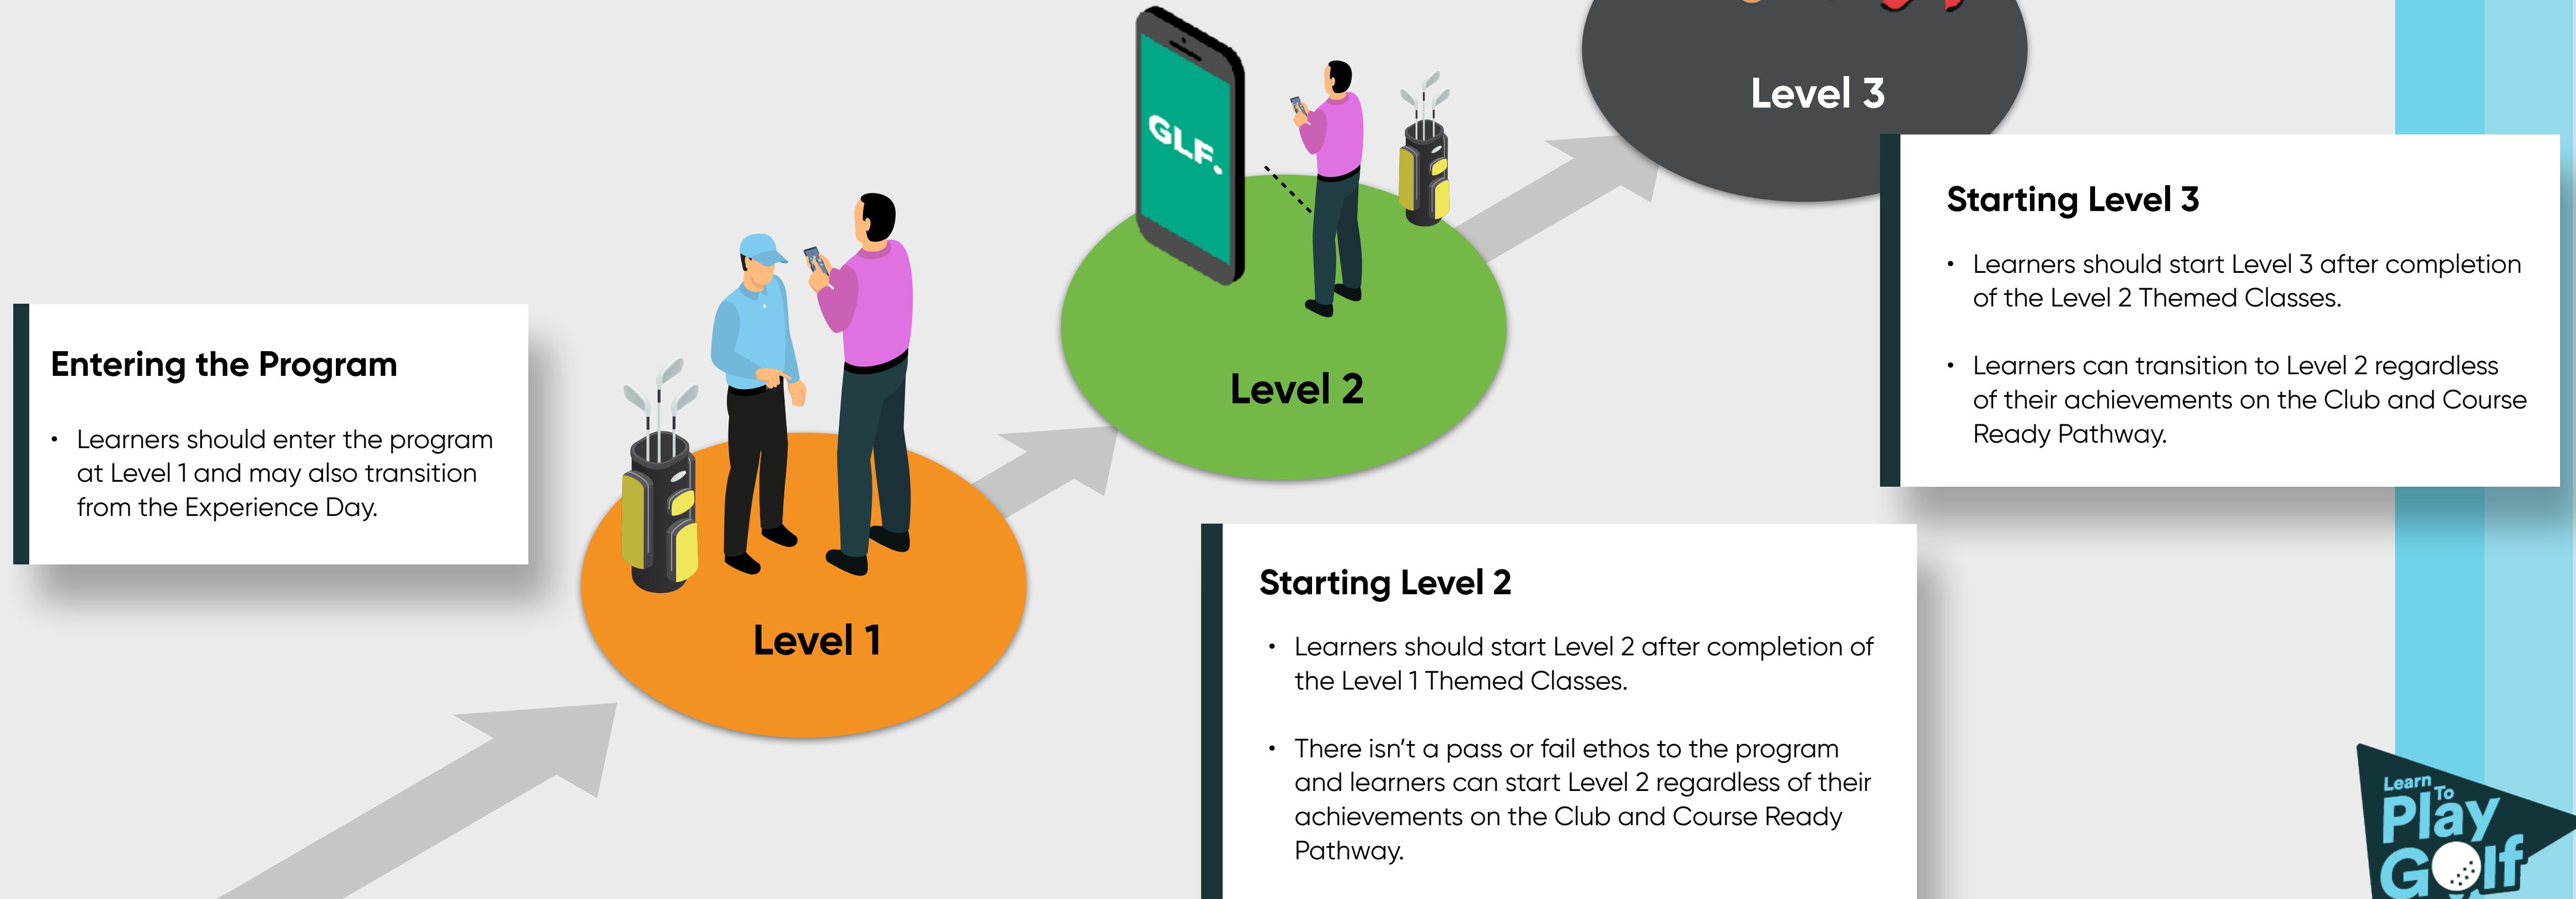 Level 3
GLF.
Starting Level 3
• Learners should start Level 3 after completion
of the Level 2 Themed Classes.
• Learners can transition to Level 2 regardless
of their achievements on the Club and Course
Ready Pathway.
Level 2
Entering the Program
• Learners should enter the program
at Level 1 and may also transition
from the Experience Day.
Level 1
Starting Level 2
• Learners should start Level 2 after completion of
the Level 1 Themed Classes.
• There isn’t a pass or fail ethos to the program
and learners can start Level 2 regardless of their
achievements on the Club and Course Ready
Pathway.
Learn To
Play
Golf